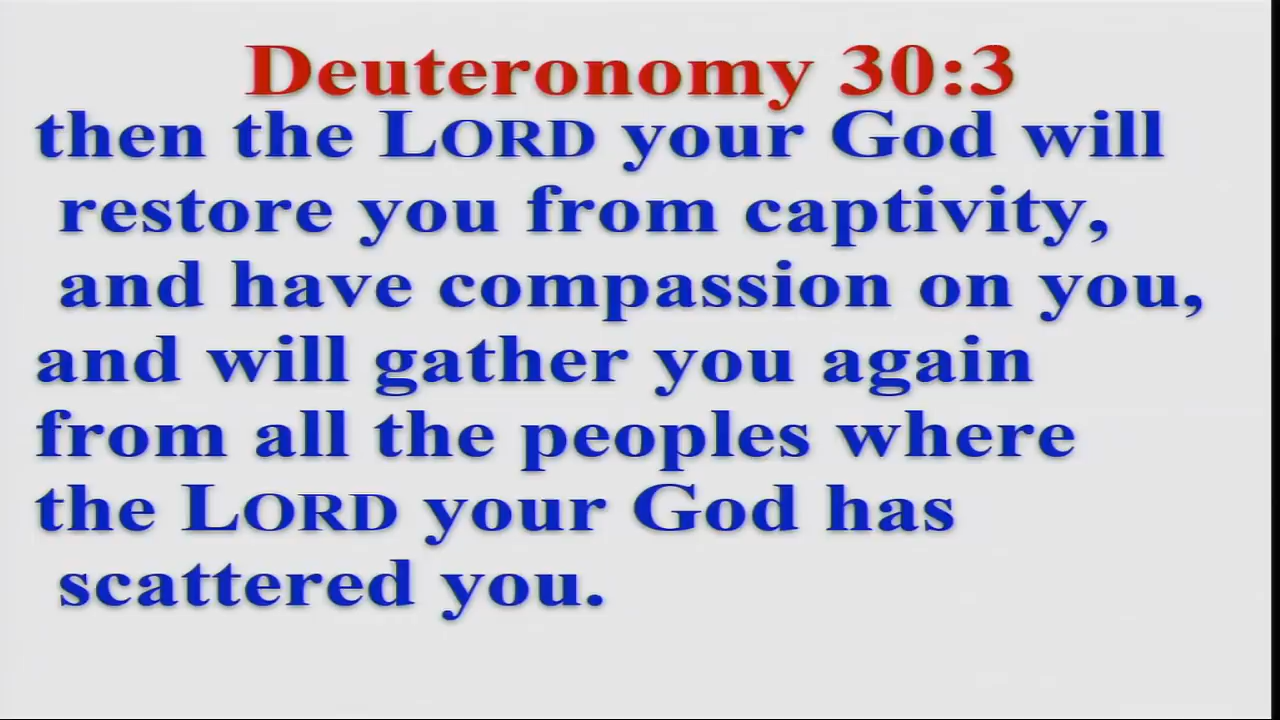 Deuteronomy 30:3
then the LORD your God will
restore you from captivity,
and have compassion on you,
and will gather you again
from all the peoples where
the LORD your God has
scattered you.